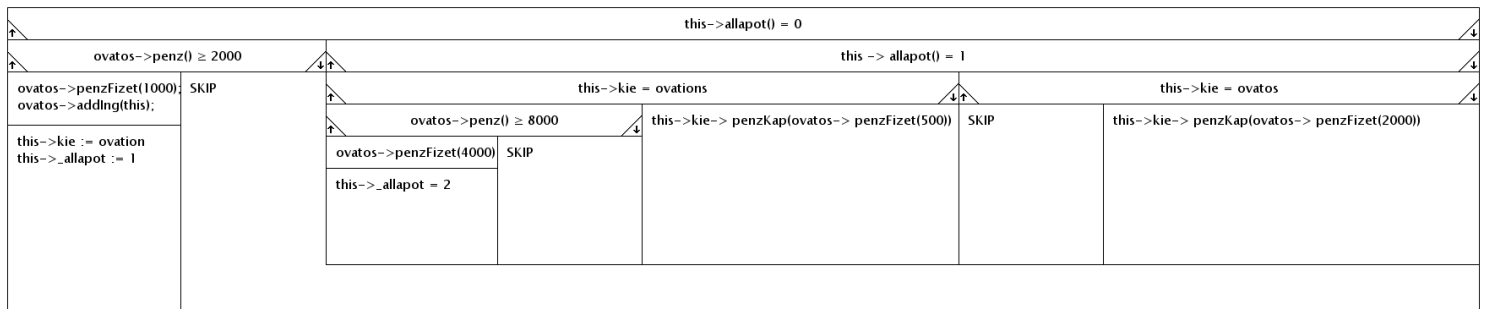 this->allapot() = 0
ovatos->penz() ≥ 2000
this -> allapot() = 1
ovatos->penzFizet(1000);
ovatos->addIng(this);
SKIP
this->kie = ovations
this->kie = ovatos
ovatos->penz() ≥ 8000
this->kie-> penzKap(ovatos-> penzFizet(500))
SKIP
this->kie-> penzKap(ovatos-> penzFizet(2000))
this->kie := ovation
this->_allapot := 1
ovatos->penzFizet(4000)
SKIP
this->_allapot = 2